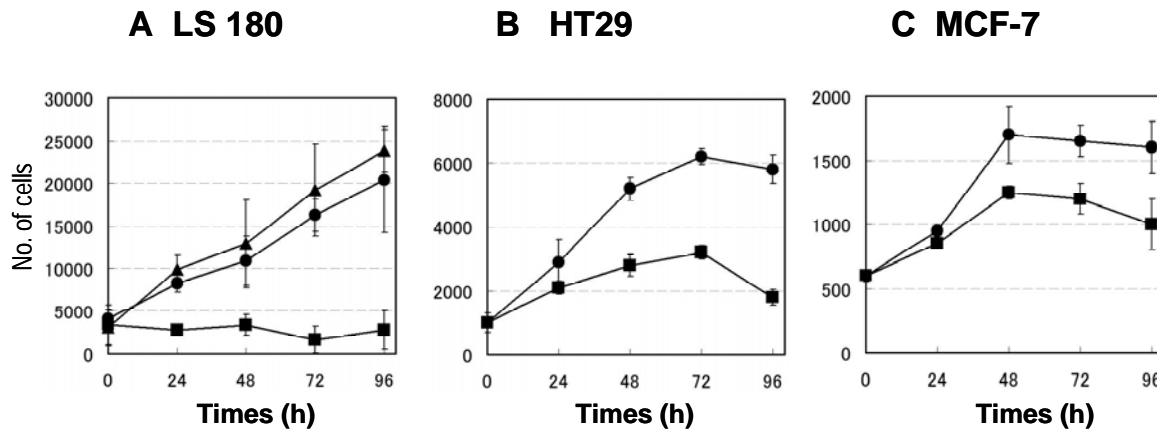 A LS 180
B HT29
C MCF-7
No. of cells
30000
25000
20000
15000
10000
5000
0
0 24 48 72 96
Times (h)
8000
6000
4000
2000
0
0 24 48 72 96
Times (h)
2000
1500
1000
500
0
0 24 48 72 96
Times (h)